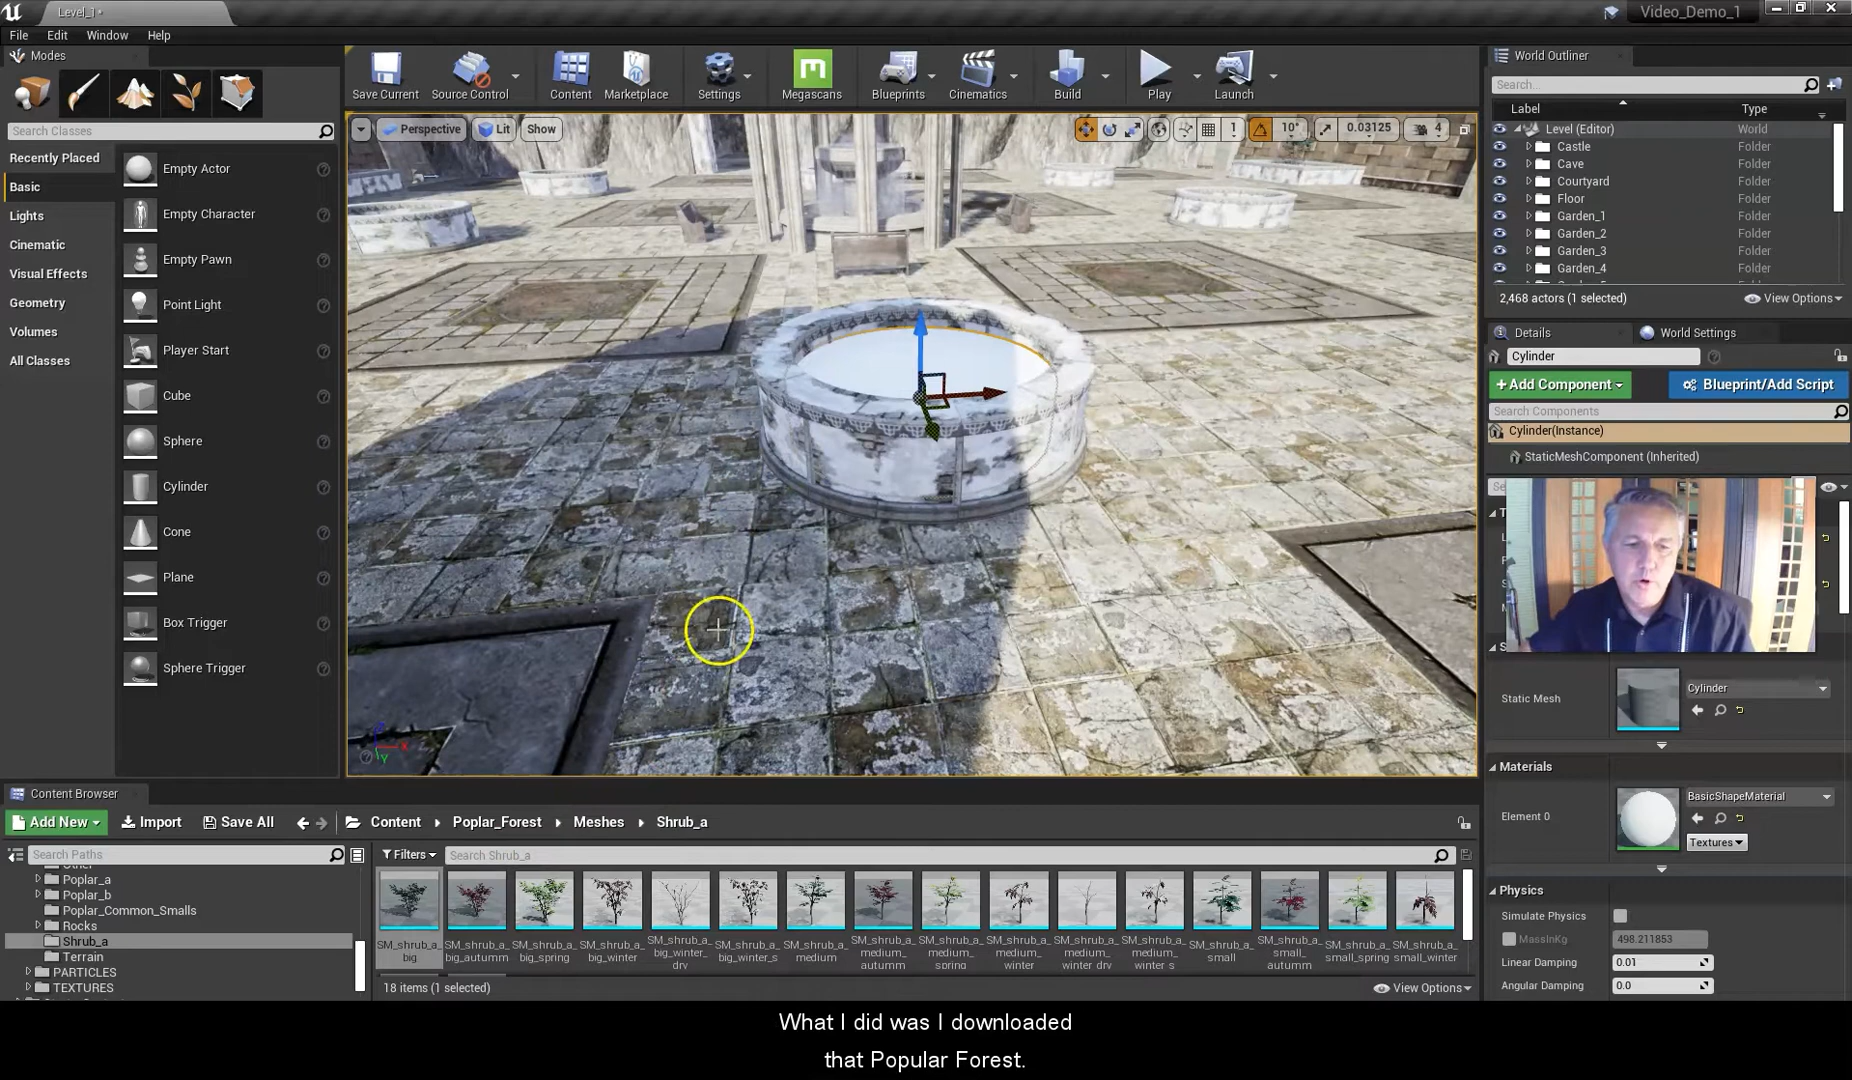 Level_1*
Video_Demo_1
File Edit Window Help
Modes
Search Classes
Recently Placed
Basic
Lights
Cinematic
Visual Effects
Geometry
Volumes
All Classes
Empty Actor
Empty Character
Empty Pawn
Point Light
Player Start
Cube
Sphere
Cylinder
Cone
Plane
Box Trigger
Sphere Trigger
Save Current
Source Control
Content
Marketplace
Settings
Megascans
Blueprints
Cinematics
Build
Play
Launch
Perspective Lit Show
1 10° 0.03125 4
World Outliner
Search...
Label Type
Level (Editor) World
Castle Folder
Cave Folder
Courtyard Folder
Floor Folder
Garden_1 Folder
Garden_2 Folder
Garden_3 Folder
Garden_4 Folder
2,468 actors (1 selected) View Options
Details World Settings
Cylinder
+Add Component Blueprint/Add Script
Search Components
Cylinder(Instance)
StaticMeshComponent (Inherited)
Static Mesh
Cylinder
Materials
Element 0
BasicShapeMaterial
Textures
Physics
Simulate Physics
MassInKg 498.211853
Linear Damping 0.01
Angular Damping 0.0
Content Browser
Add New Import Save All Content Poplar_Forest Meshes Shrub_a
Search Paths
Poplar_a
Poplar_b
Poplar_Common_Smalls
Rocks
Shrub_a
Terrain
PARTICLES
TEXTURES
Filters Search Shrub_a
SM_shrub_a_big
SM_shrub_a_big_autumn
SM_shrub_a_big_spring
SM_shrub_a_big_winter
SM_shrub_a_big_winter_dry
SM_shrub_a_big_winter_s
SM_shrub_a_medium
SM_shrub_a_medium_autumn
SM_shrub_a_medium_spring
SM_shrub_a_medium_winter
SM_shrub_a_medium_winter_dry
SM_shrub_a_medium_winter_s
SM_shrub_a_small
SM_shrub_a_small_autumn
SM_shrub_a_small_spring
SM_shrub_a_small_winter
18 items (1 selected) View Options
What I did was I downloaded
that Popular Forest.